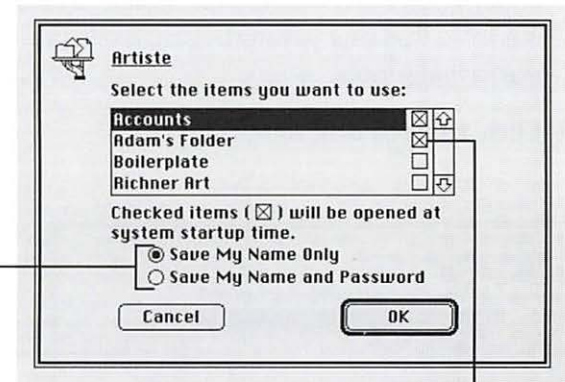 Artiste
Select the items you want to use:
Accounts
Adam's Folder
Boilerplate
Richner Art
Checked items ( ☒ ) will be opened at
system startup time.
Save My Name Only
Save My Name and Password
Cancel
OK